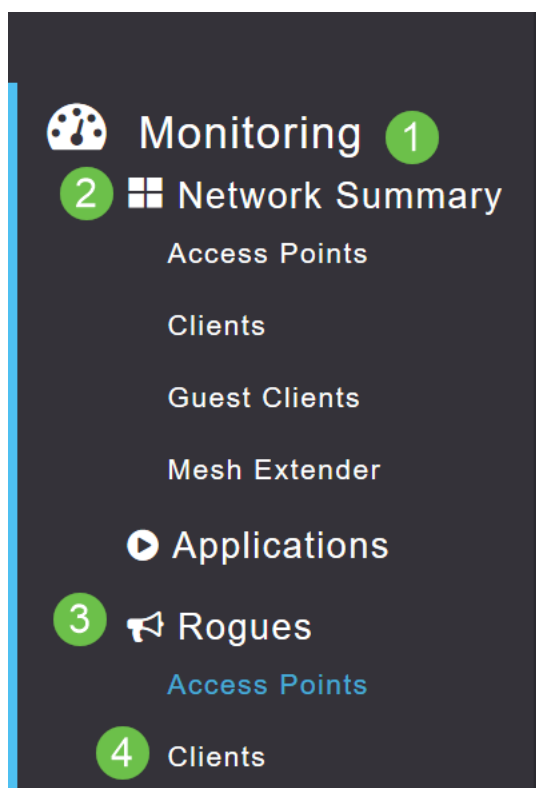 Monitoring 1
2 Network Summary
Access Points
Clients
Guest Clients
Mesh Extender
Applications
3 Rogues
Access Points
4 Clients